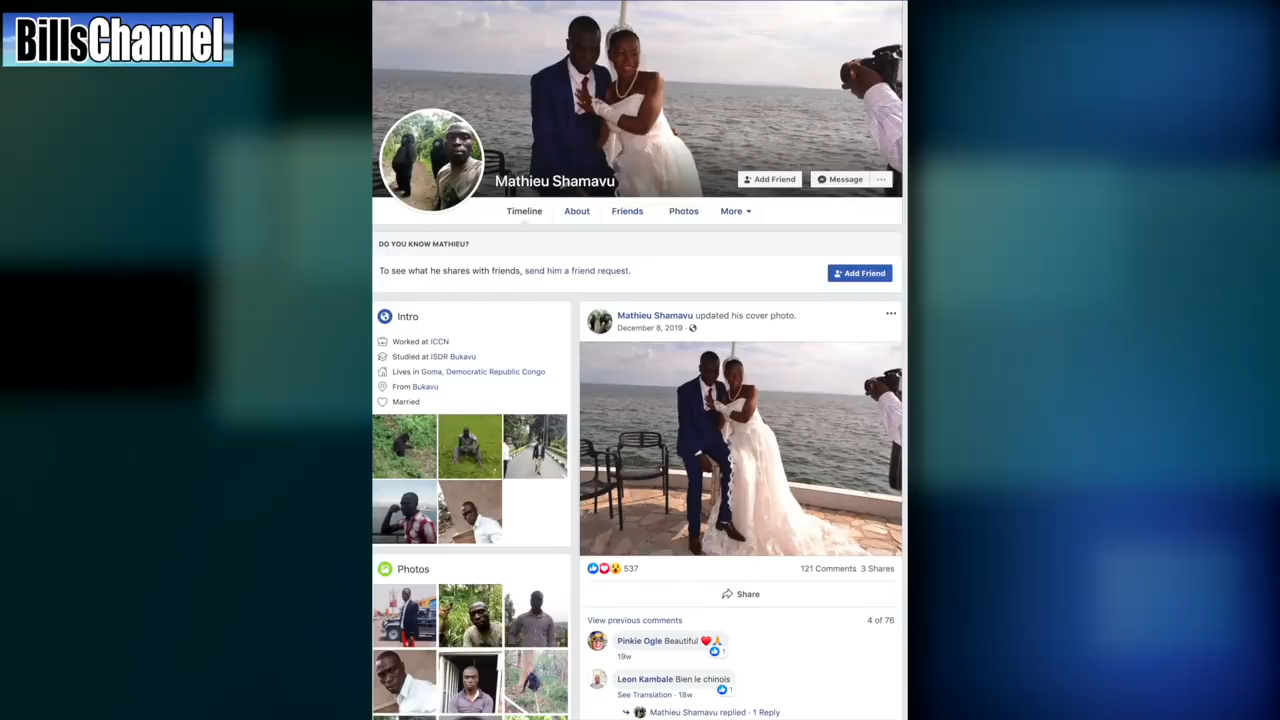 BillsChannel
Mathieu Shamavu
Add Friend
Message
Timeline
About
Friends
Photos
More
DO YOU KNOW MATHIEU?
To see what he shares with friends, send him a friend request.
Add Friend
Intro
Worked at ICCN
Studied at ISDR Bukavu
Lives in Goma, Democratic Republic Congo
From Bukavu
Married
Photos
Mathieu Shamavu updated his cover photo.
December 8, 2019 ·
537
121 Comments 3 Shares
Share
View previous comments
4 of 76
Pinkie Ogle Beautiful ❤️🙏
1
19w
Leon Kambale Bien le chinois
1
See Translation · 18w
Mathieu Shamavu replied · 1 Reply